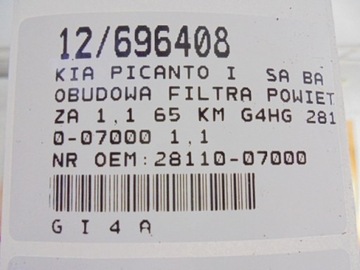 12/696408
KIA PICANTO I SA BA
OBUDOWA FILTRA POWIET
ZA 1,1 65 KM G4HG 281
0-07000 1,1
NR OEM:28110-07000
G I 4 A